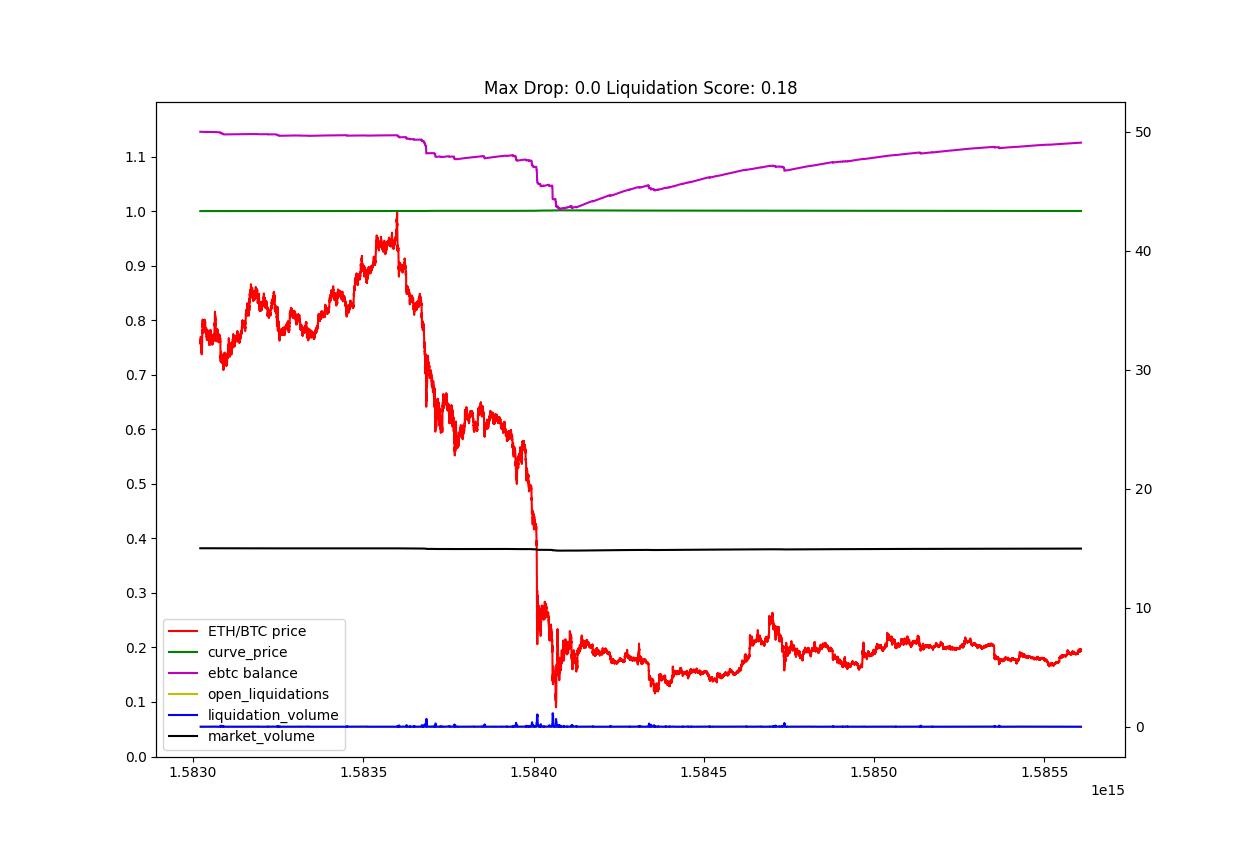 Max Drop: 0.0 Liquidation Score: 0.18
1.1
1.0
0.9
0.8
0.7
0.6
0.5
0.4
0.3
0.2
0.1
0.0
50
40
30
20
10
0
ETH/BTC price
curve_price
ebtc balance
open_liquidations
liquidation_volume
market_volume
1.5830 1.5835 1.5840 1.5845 1.5850 1.5855
1e15